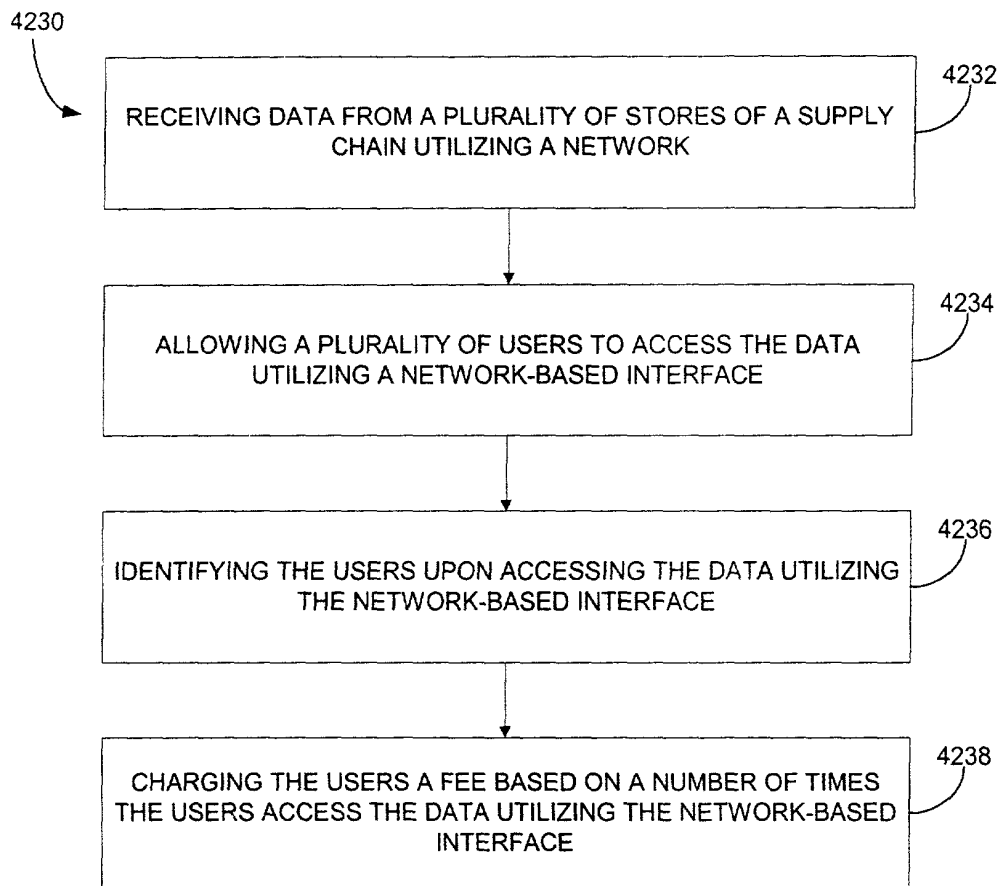 4230
4232
RECEIVING DATA FROM A PLURALITY OF STORES OF A SUPPLY
CHAIN UTILIZING A NETWORK
4234
ALLOWING A PLURALITY OF USERS TO ACCESS THE DATA
UTILIZING A NETWORK-BASED INTERFACE
4236
IDENTIFYING THE USERS UPON ACCESSING THE DATA UTILIZING
THE NETWORK-BASED INTERFACE
4238
CHARGING THE USERS A FEE BASED ON A NUMBER OF TIMES
THE USERS ACCESS THE DATA UTILIZING THE NETWORK-BASED
INTERFACE